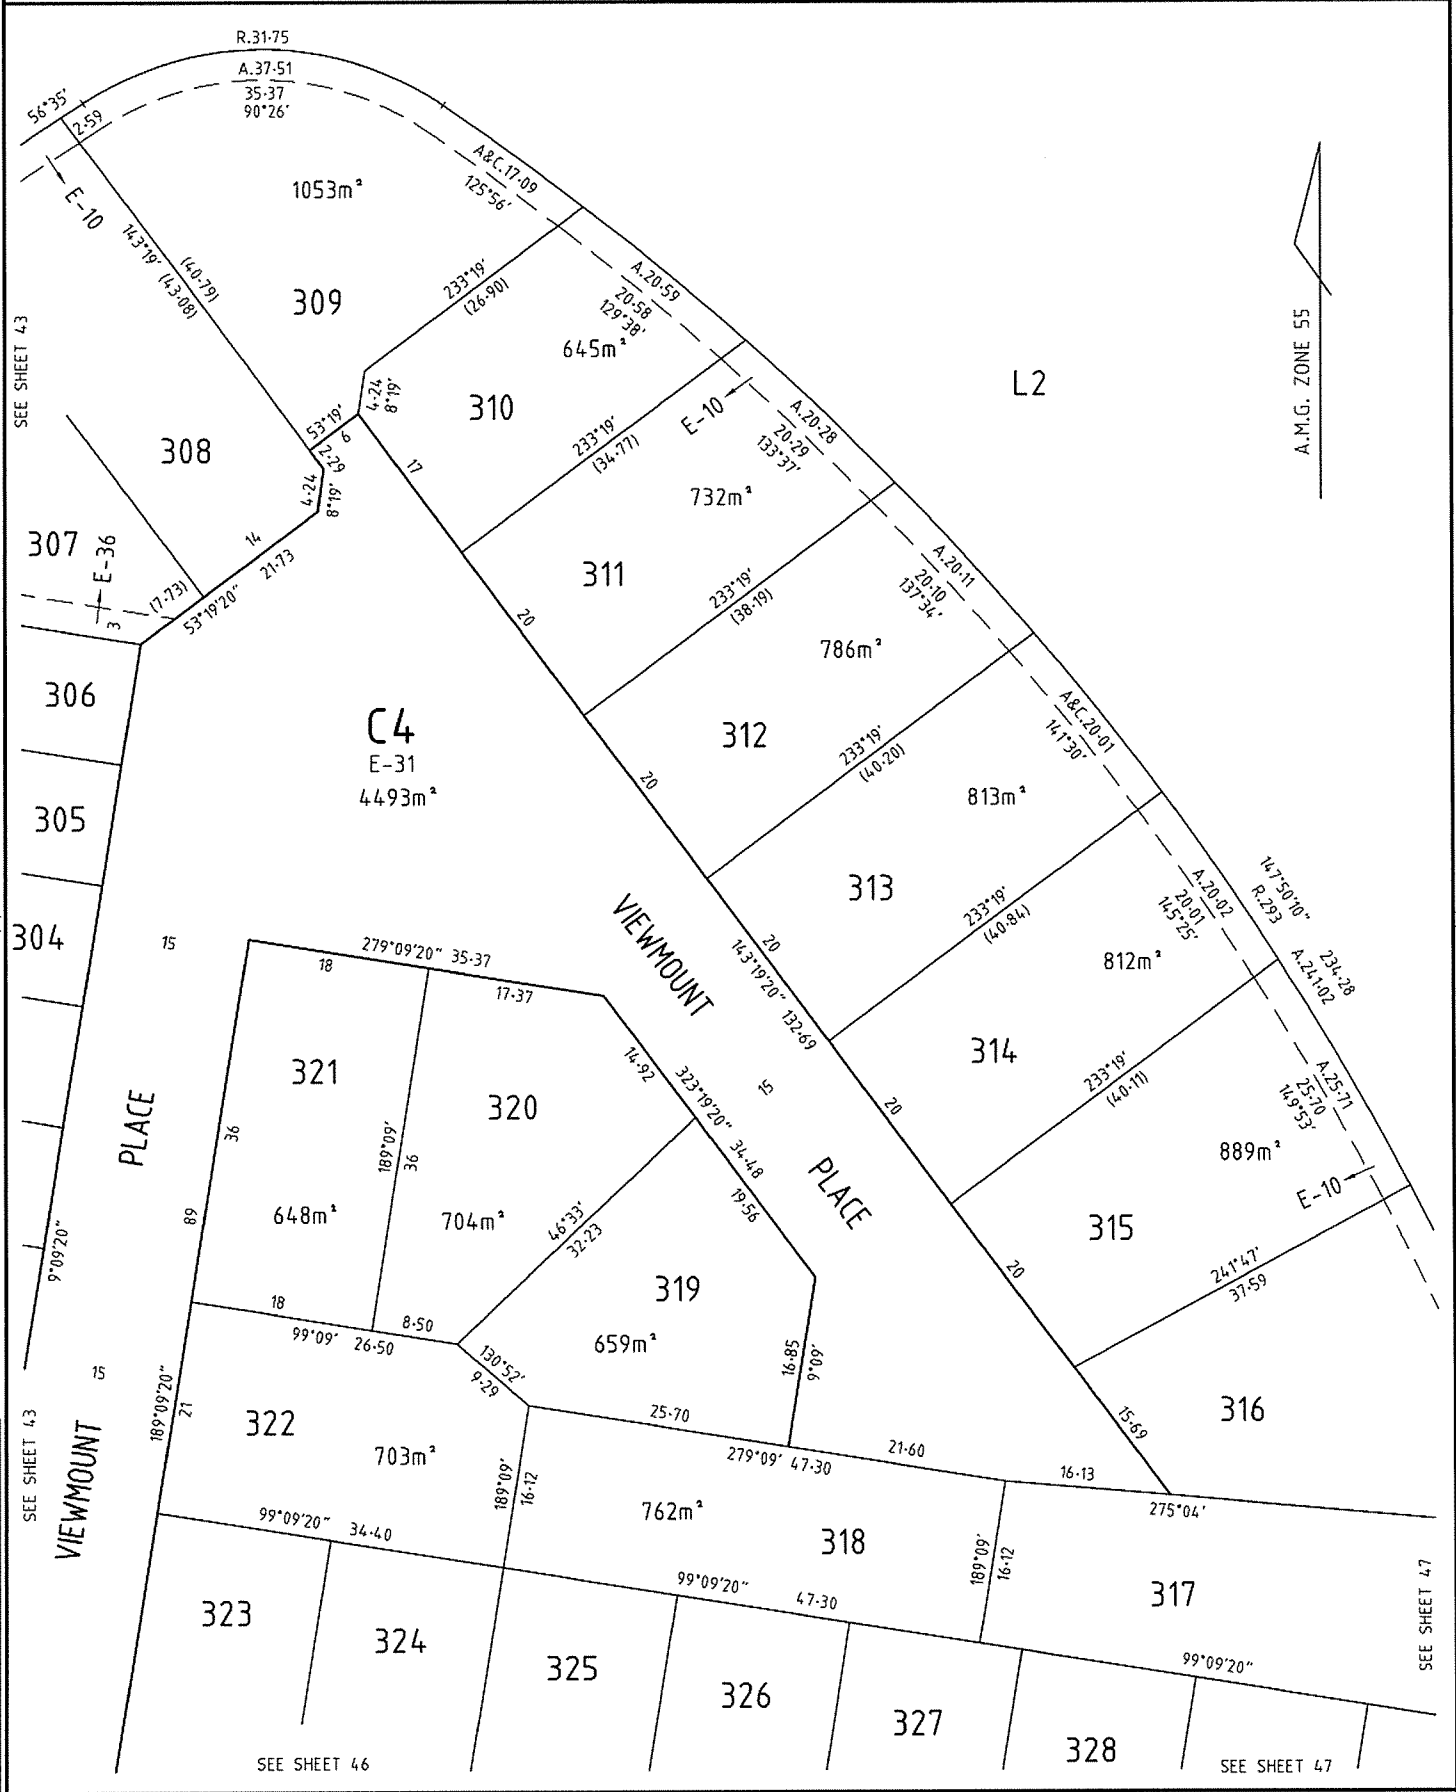 R.31·75
A.37·51
35·37
90°26'
56°35'
2·59
E-10
143°19'
(40·79)
(43·08)
1053m²
309
A&C.17·09
125°56'
233°19'
(26·90)
A.20·59
20·58
129°38'
645m²
310
4·24
8°19'
53°19'
6
2·29
4·24
8°19'
SEE SHEET 43
308
307
E-36
3
14
(7·73)
53°19'20" 21·73
17
233°19'
(34·77)
E-10
A.20·28
20·29
133°37'
732m²
311
L2
A.M.G. ZONE 55
20
233°19'
(38·19)
A.20·11
20·10
137°34'
786m²
312
306
C4
E-31
4493m²
305
304
15
20
233°19'
(40·20)
A&C.20·01
141°30'
813m²
313
VIEWMOUNT
20
143°19'20" 132·69
233°19'
(40·84)
A.20·02
20·01
145°25'
147°50'10"
R.293
A.241·02
234·28
812m²
314
279°09'20" 35·37
18
17·37
321
320
14·92
323°19'20" 34·48
15
20
233°19'
(40·11)
A.25·71
25·70
149°53'
889m²
E-10
315
PLACE
36
189°09'
36
89
648m²
704m²
46°33'
32·23
19·56
PLACE
319
659m²
20
241°47'
37·59
9°09'20"
18
8·50
99°09' 26·50
130°52'
9·29
16·85
9°09'
15
189°09'20"
21
322
703m²
25·70
279°09' 47·30
21·60
16·13
15·69
316
275°04'
SEE SHEET 43
VIEWMOUNT
99°09'20" 34·40
189°09'
16·12
762m²
318
189°09'
16·12
317
99°09'20" 47·30
99°09'20"
SEE SHEET 47
323
324
325
326
327
328
SEE SHEET 46
SEE SHEET 47